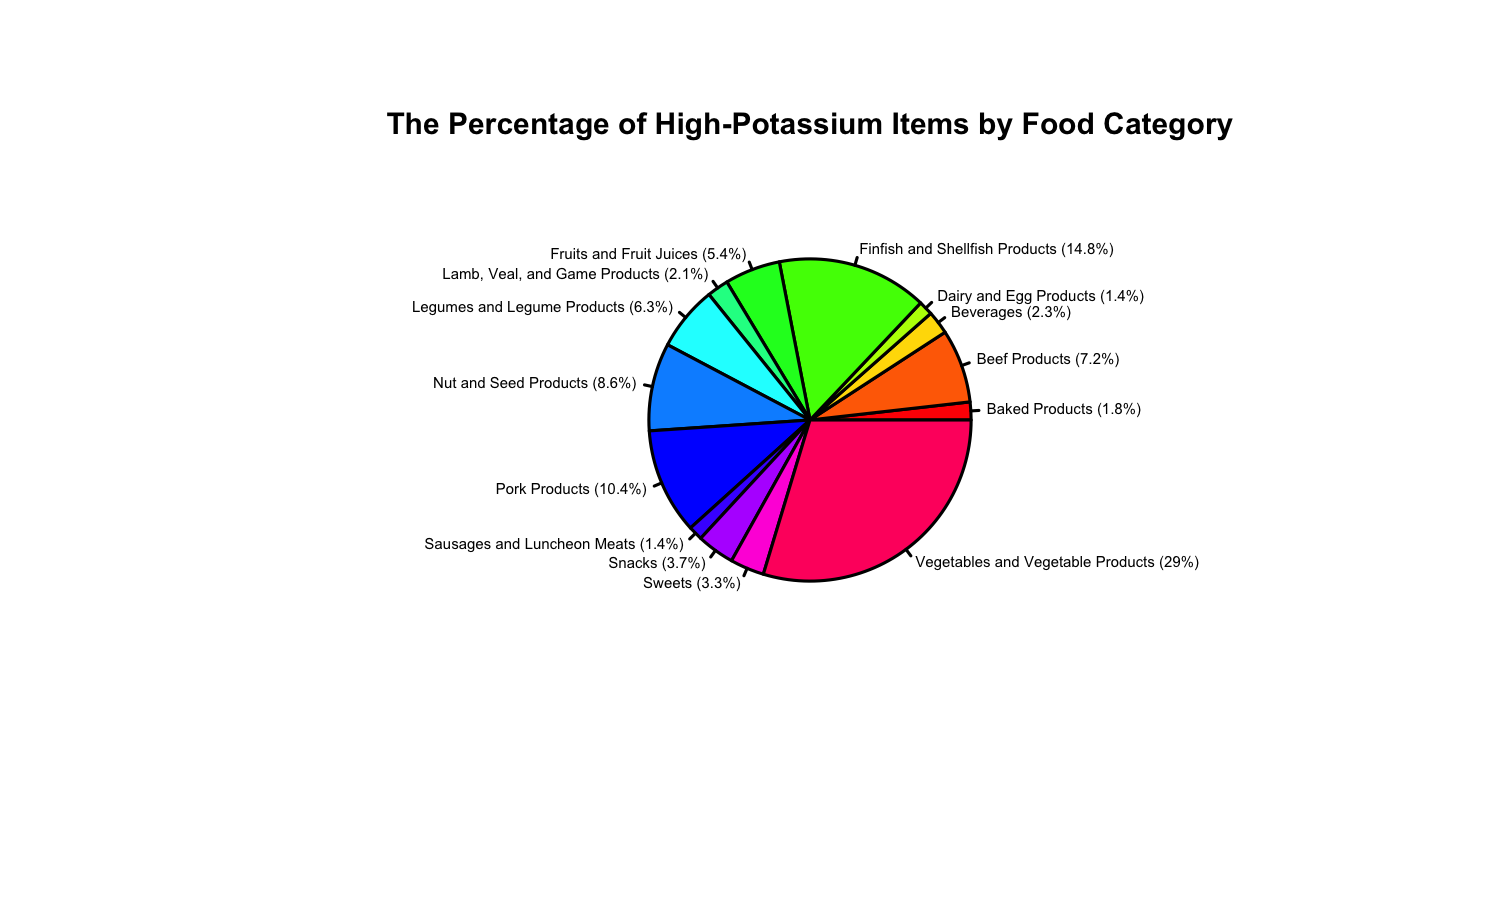 The Percentage of High-Potassium Items by Food Category
Finfish and Shellfish Products (14.8%)
Fruits and Fruit Juices (5.4%)
Lamb, Veal, and Game Products (2.1%)
Dairy and Egg Products (1.4%)
Legumes and Legume Products (6.3%)
Beverages (2.3%)
Beef Products (7.2%)
Nut and Seed Products (8.6%)
Baked Products (1.8%)
Pork Products (10.4%)
Sausages and Luncheon Meats (1.4%)
Vegetables and Vegetable Products (29%)
Snacks (3.7%)
Sweets (3.3%)